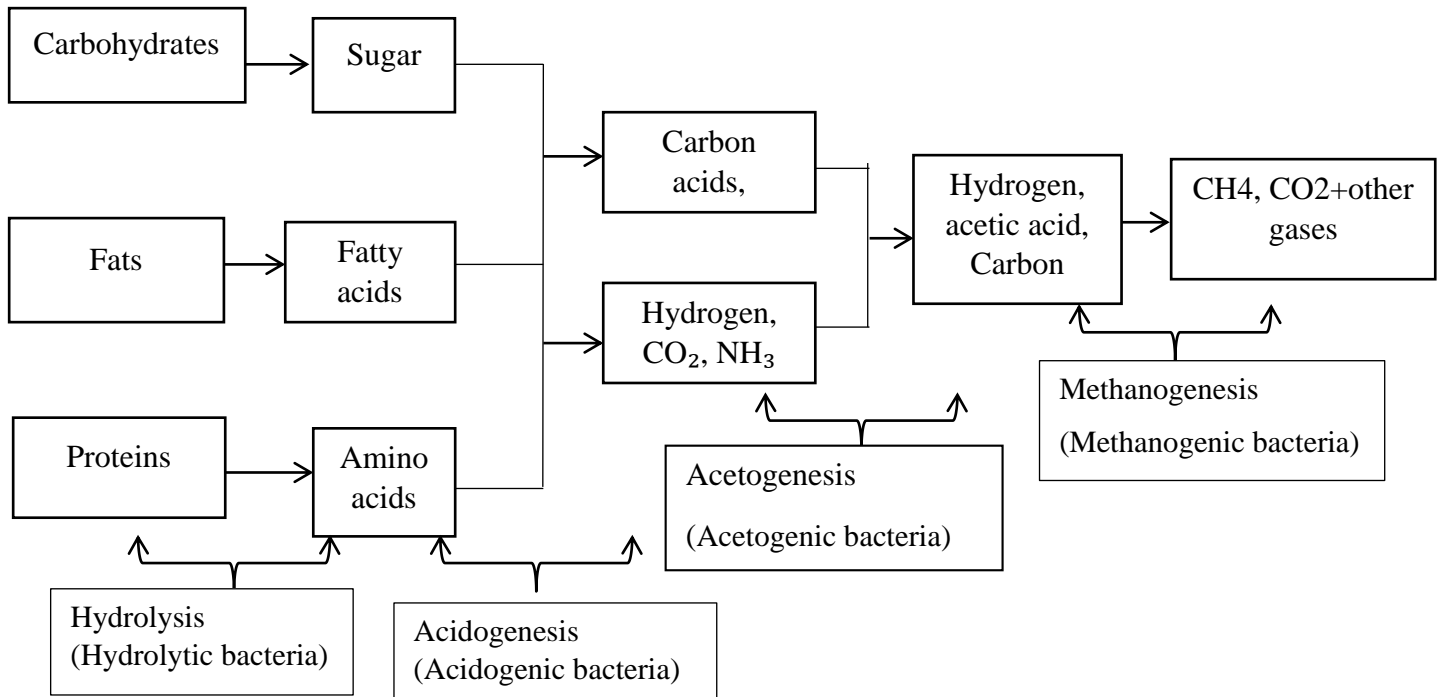 Carbohydrates
Sugar
Carbon
acids,
Hydrogen,
acetic acid,
Carbon
CH4, CO2+other
gases
Fats
Fatty
acids
Hydrogen,
CO₂, NH₃
Methanogenesis
(Methanogenic bacteria)
Proteins
Amino
acids
Acetogenesis
(Acetogenic bacteria)
Hydrolysis
(Hydrolytic bacteria)
Acidogenesis
(Acidogenic bacteria)